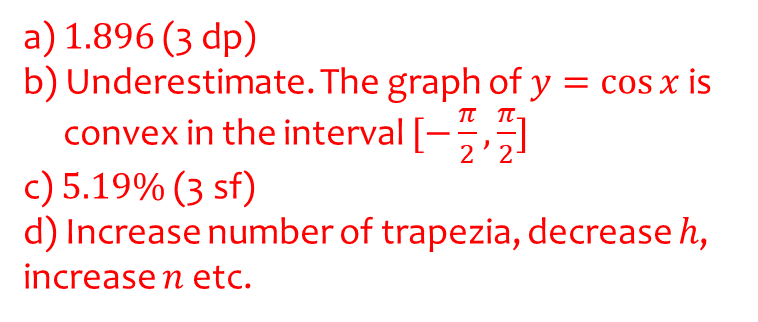 a) 1.896 (3 dp)
b) Underestimate. The graph of y = cos x is
convex in the interval [−π/2, π/2]
c) 5.19% (3 sf)
d) Increase number of trapezia, decrease h,
increase n etc.